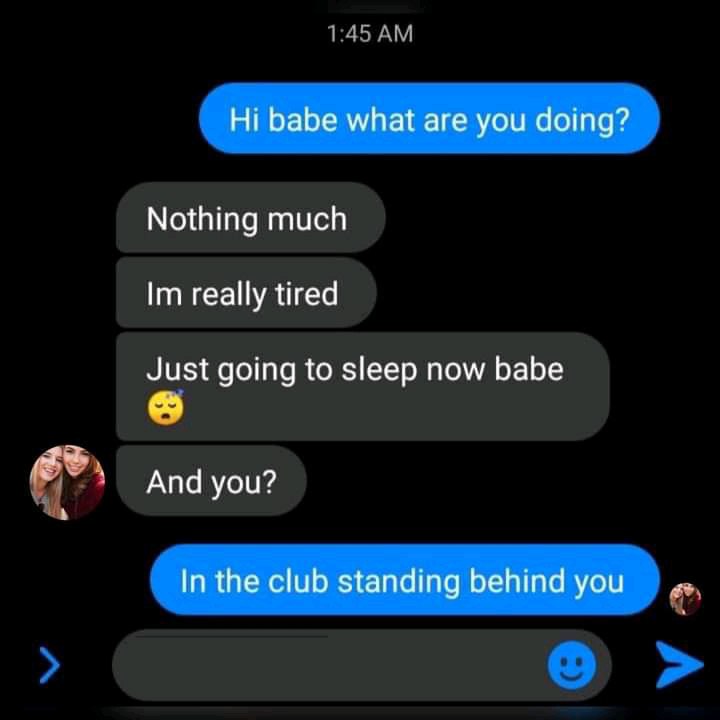 1:45 AM
Hi babe what are you doing?
Nothing much
Im really tired
Just going to sleep now babe
😴
And you?
In the club standing behind you